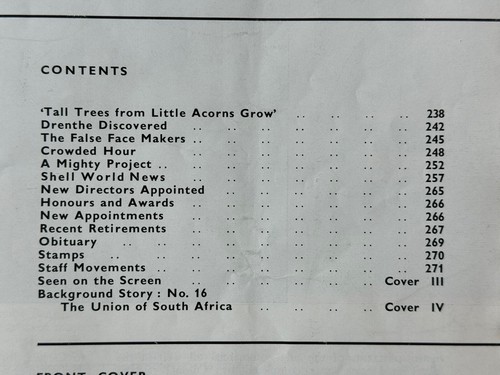 CONTENTS
'Tall Trees from Little Acorns Grow' .. .. .. .. 238
Drenthe Discovered .. .. .. .. .. .. 242
The False Face Makers .. .. .. .. .. .. 245
Crowded Hour .. .. .. .. .. .. 248
A Mighty Project .. .. .. .. .. .. .. 252
Shell World News .. .. .. .. .. .. 257
New Directors Appointed .. .. .. .. .. 265
Honours and Awards .. .. .. .. .. .. 266
New Appointments .. .. .. .. .. .. 266
Recent Retirements .. .. .. .. .. .. 267
Obituary .. .. .. .. .. .. .. .. 269
Stamps .. .. .. .. .. .. .. .. 270
Staff Movements .. .. .. .. .. .. .. 271
Seen on the Screen .. .. .. .. .. Cover III
Background Story : No. 16
The Union of South Africa .. .. .. Cover IV
FRONT COVER